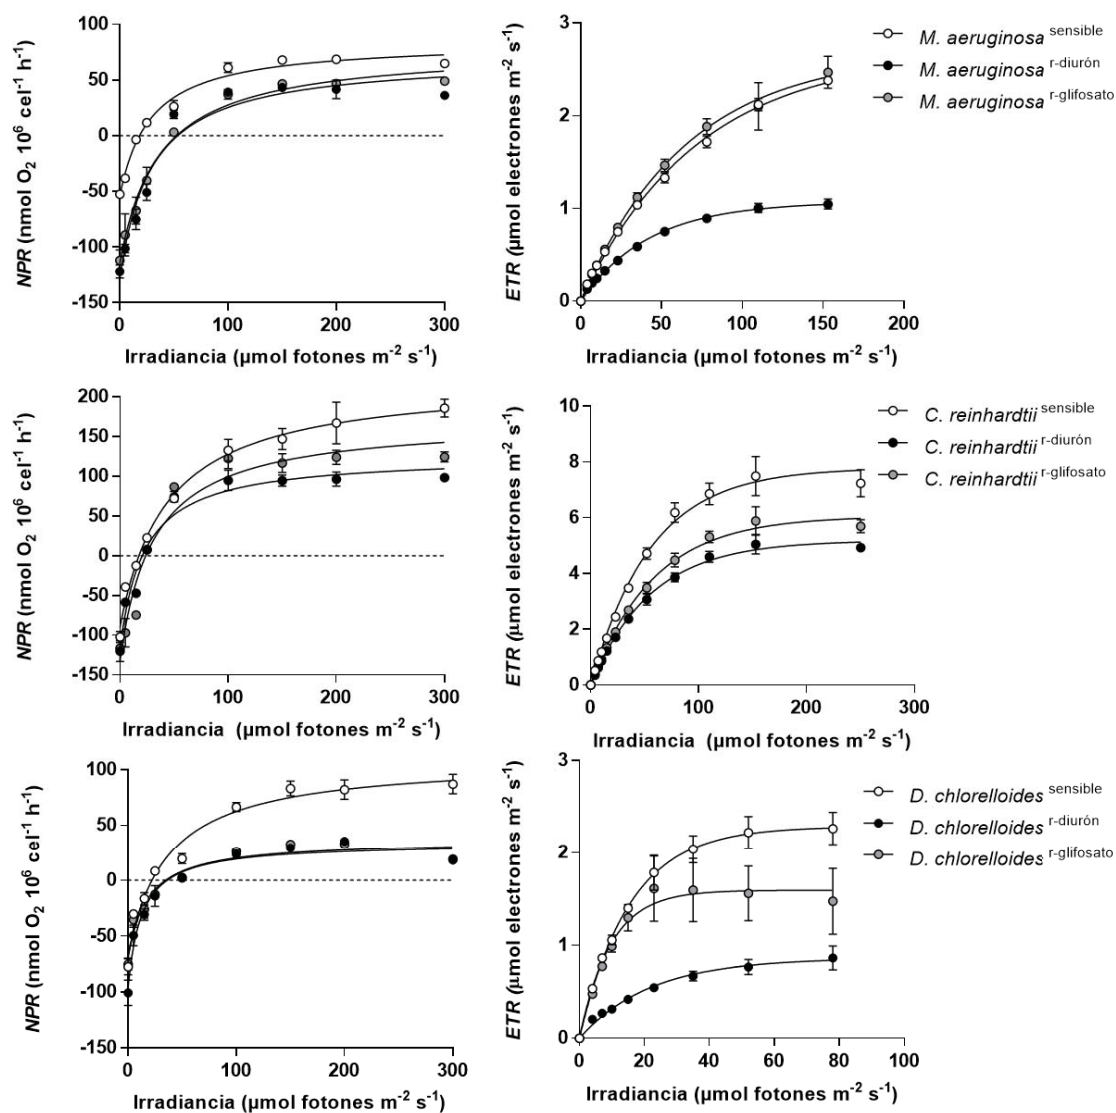 100
50
0
-50
-100
-150
NPR (nmol O2 10^6 cel^-1 h^-1)
0 100 200 300
Irradiancia (µmol fotones m^-2 s^-1)
3
2
1
0
ETR (µmol electrones m^-2 s^-1)
0 50 100 150 200
Irradiancia (µmol fotones m^-2 s^-1)
M. aeruginosa sensible
M. aeruginosa r-diurón
M. aeruginosa r-glifosato
200
150
100
50
0
-50
-100
-150
NPR (nmol O2 10^6 cel^-1 h^-1)
0 100 200 300
Irradiancia (µmol fotones m^-2 s^-1)
10
8
6
4
2
0
ETR (µmol electrones m^-2 s^-1)
0 100 200 300
Irradiancia (µmol fotones m^-2 s^-1)
C. reinhardtii sensible
C. reinhardtii r-diurón
C. reinhardtii r-glifosato
100
50
0
-50
-100
-150
NPR (nmol O2 10^6 cel^-1 h^-1)
0 100 200 300
Irradiancia (µmol fotones m^-2 s^-1)
3
2
1
0
ETR (µmol electrones m^-2 s^-1)
0 20 40 60 80 100
Irradiancia (µmol fotones m^-2 s^-1)
D. chlorelloides sensible
D. chlorelloides r-diurón
D. chlorelloides r-glifosato